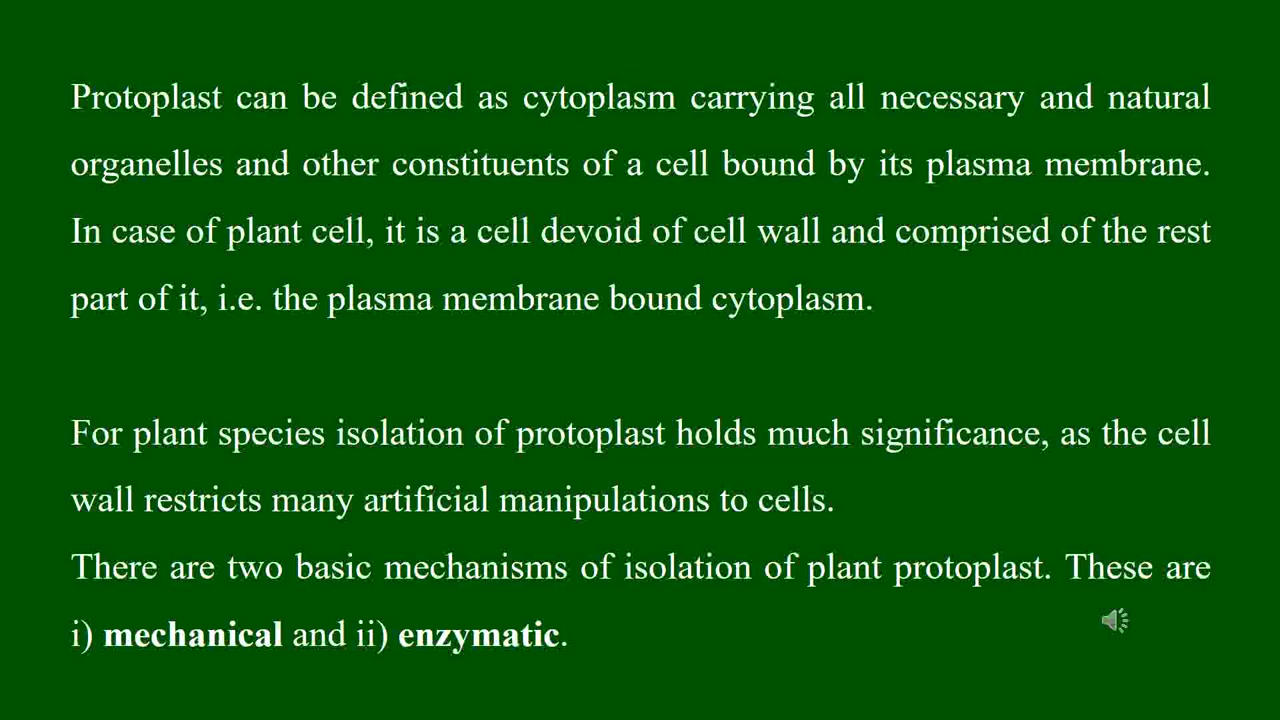 Protoplast can be defined as cytoplasm carrying all necessary and natural
organelles and other constituents of a cell bound by its plasma membrane.
In case of plant cell, it is a cell devoid of cell wall and comprised of the rest
part of it, i.e. the plasma membrane bound cytoplasm.
For plant species isolation of protoplast holds much significance, as the cell
wall restricts many artificial manipulations to cells.
There are two basic mechanisms of isolation of plant protoplast. These are
i) mechanical and ii) enzymatic.